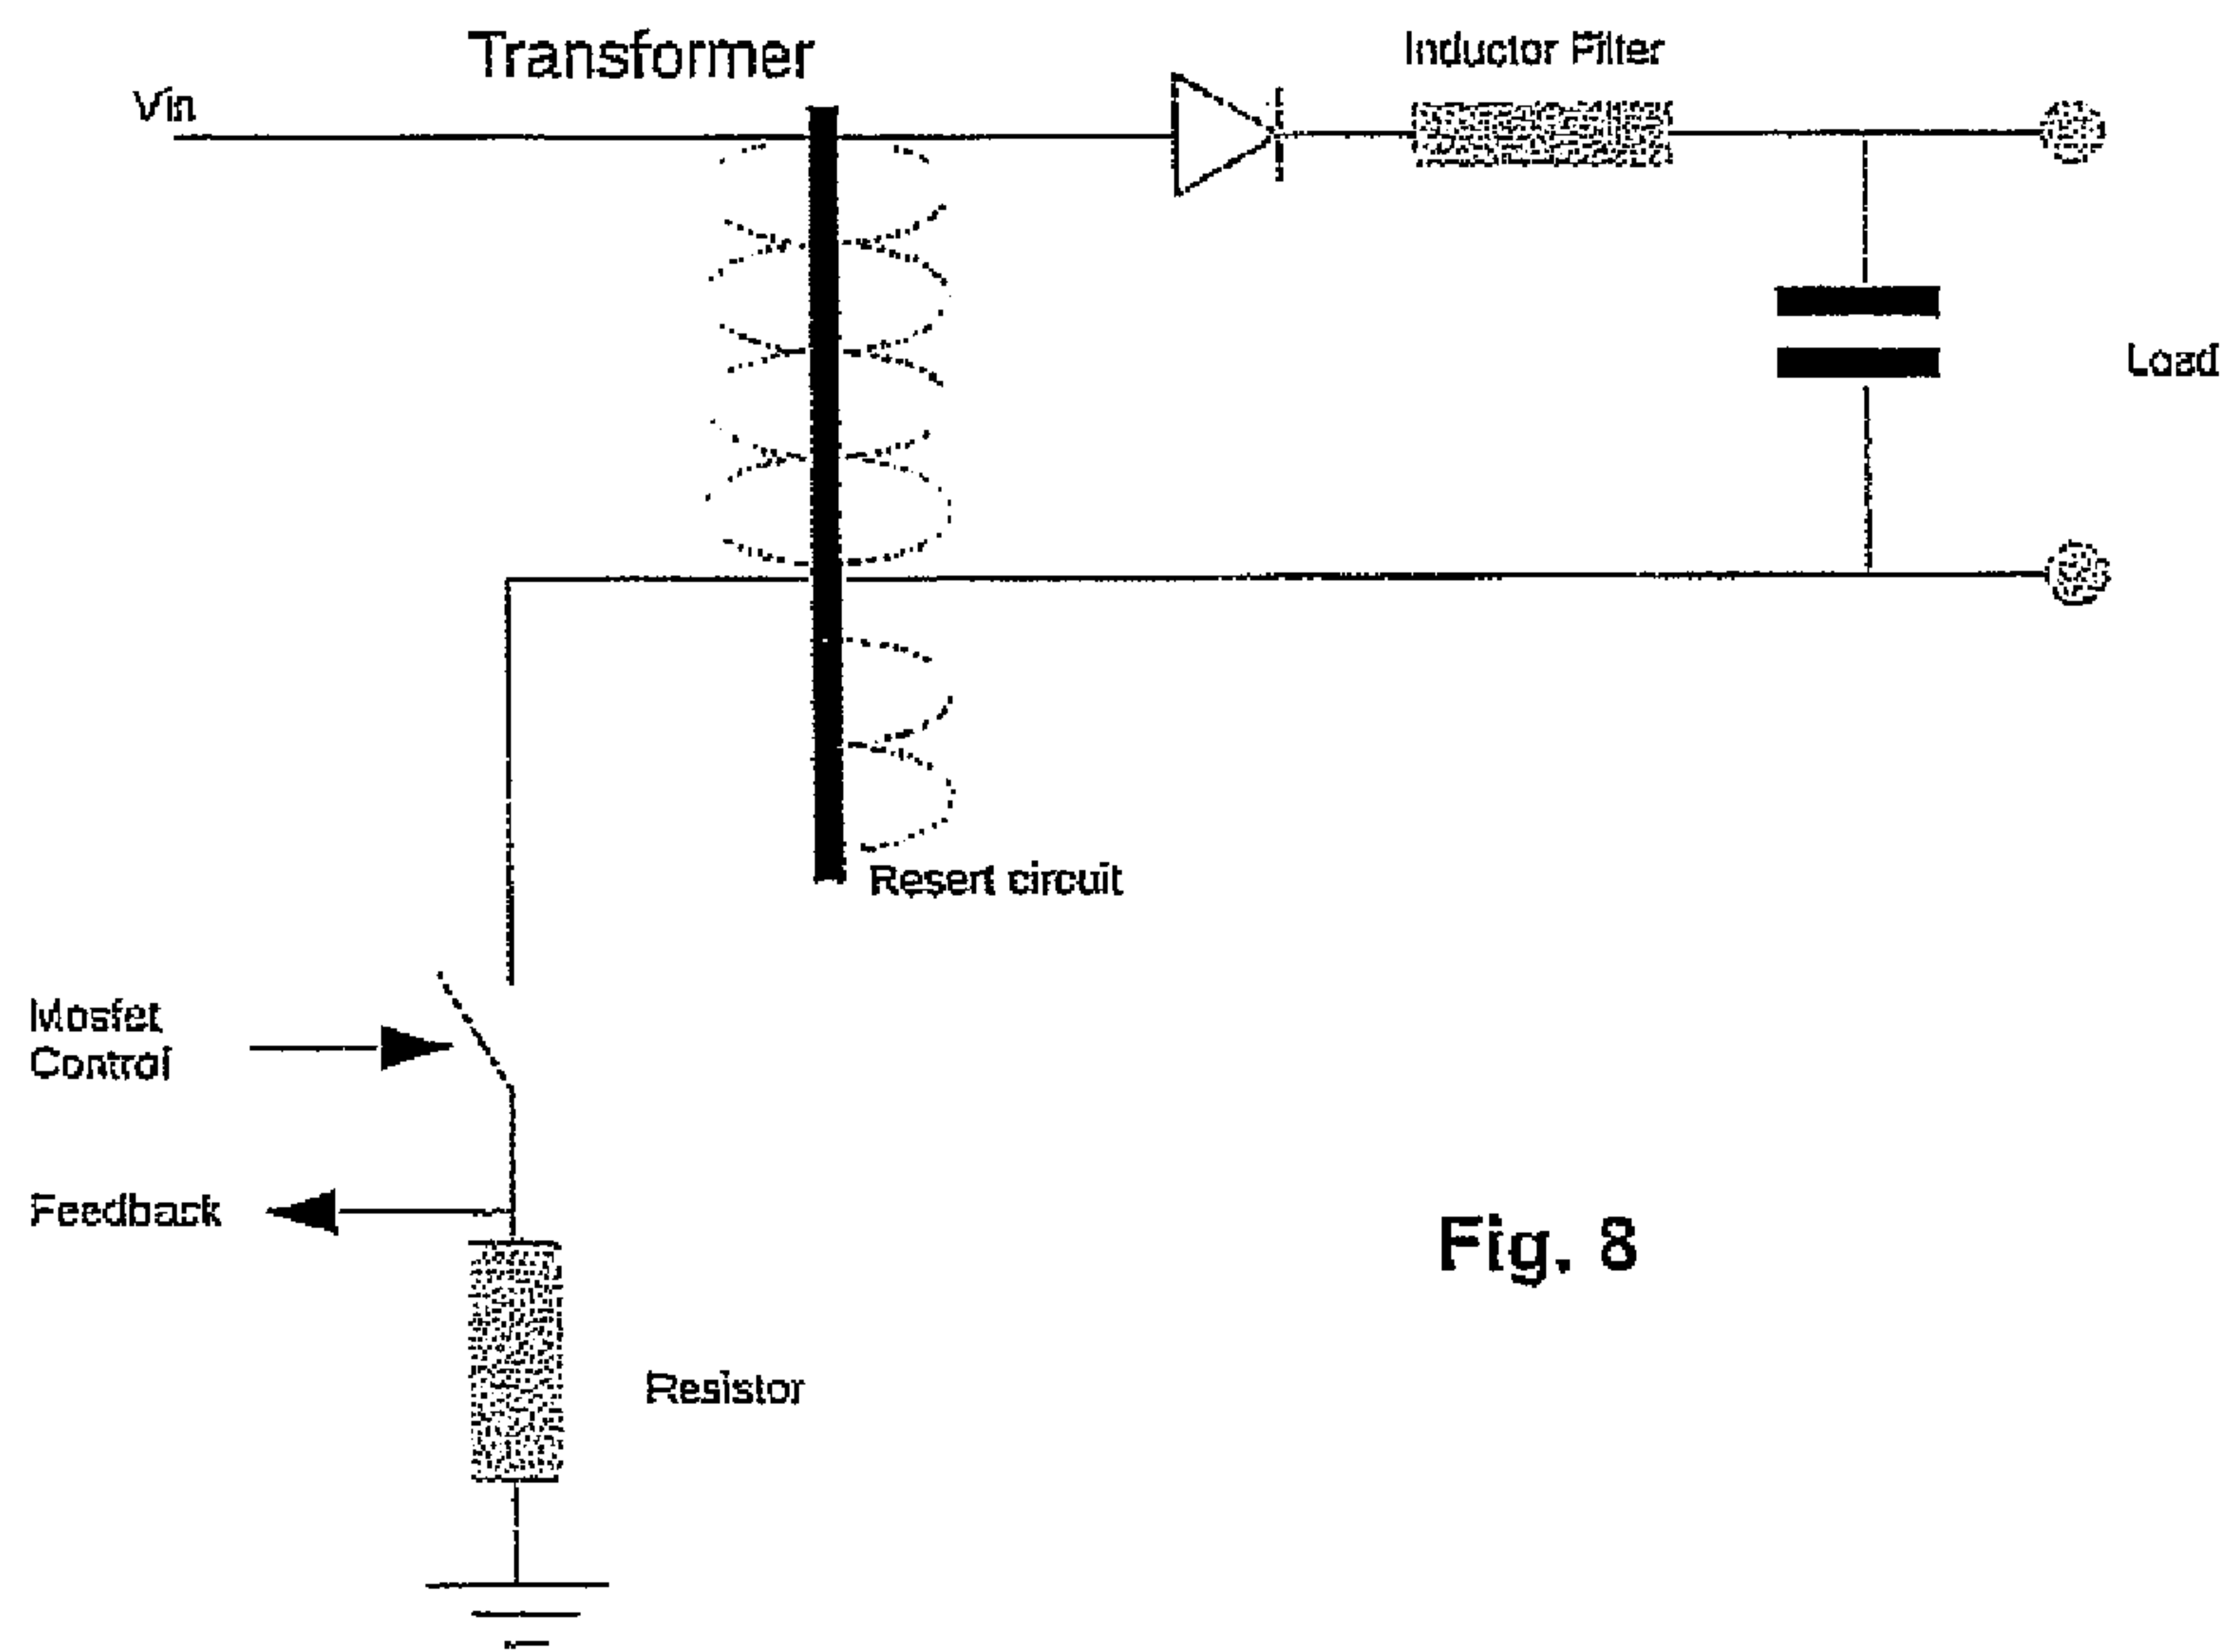 Transformer
Inductor Filter
Vin
Load
Resert circuit
Mosfet
Control
Feedback
Fig. 8
Resistor